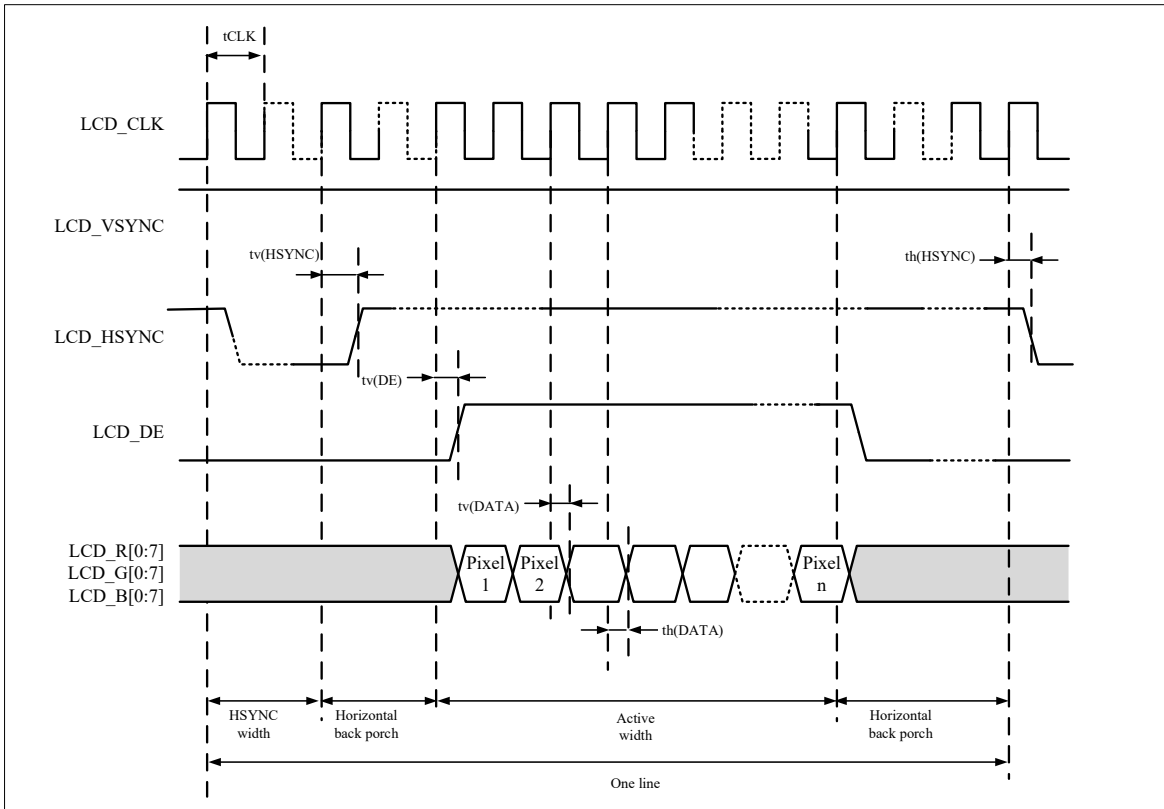 tCLK
LCD_CLK
LCD_VSYNC
tv(HSYNC)
th(HSYNC)
LCD_HSYNC
tv(DE)
LCD_DE
tv(DATA)
LCD_R[0:7]
LCD_G[0:7]
LCD_B[0:7]
Pixel
1
Pixel
2
Pixel
n
th(DATA)
HSYNC
width
Horizontal
back porch
Active
width
Horizontal
back porch
One line